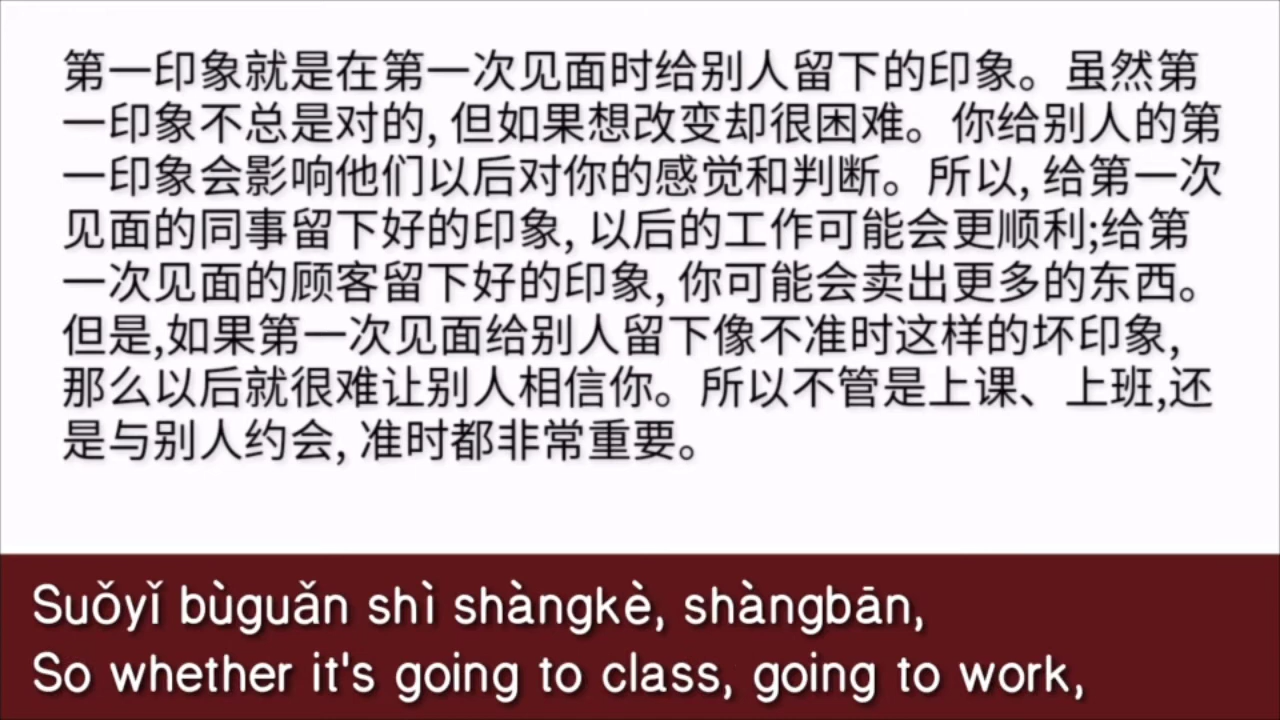 第一印象就是在第一次见面时给别人留下的印象。虽然第
一印象不总是对的, 但如果想改变却很困难。你给别人的第
一印象会影响他们以后对你的感觉和判断。所以, 给第一次
见面的同事留下好的印象, 以后的工作可能会更顺利;给第
一次见面的顾客留下好的印象, 你可能会卖出更多的东西。
但是,如果第一次见面给别人留下像不准时这样的坏印象,
那么以后就很难让别人相信你。所以不管是上课、上班,还
是与别人约会, 准时都非常重要。
Suǒyǐ bùguǎn shì shàngkè, shàngbān,
So whether it's going to class, going to work,